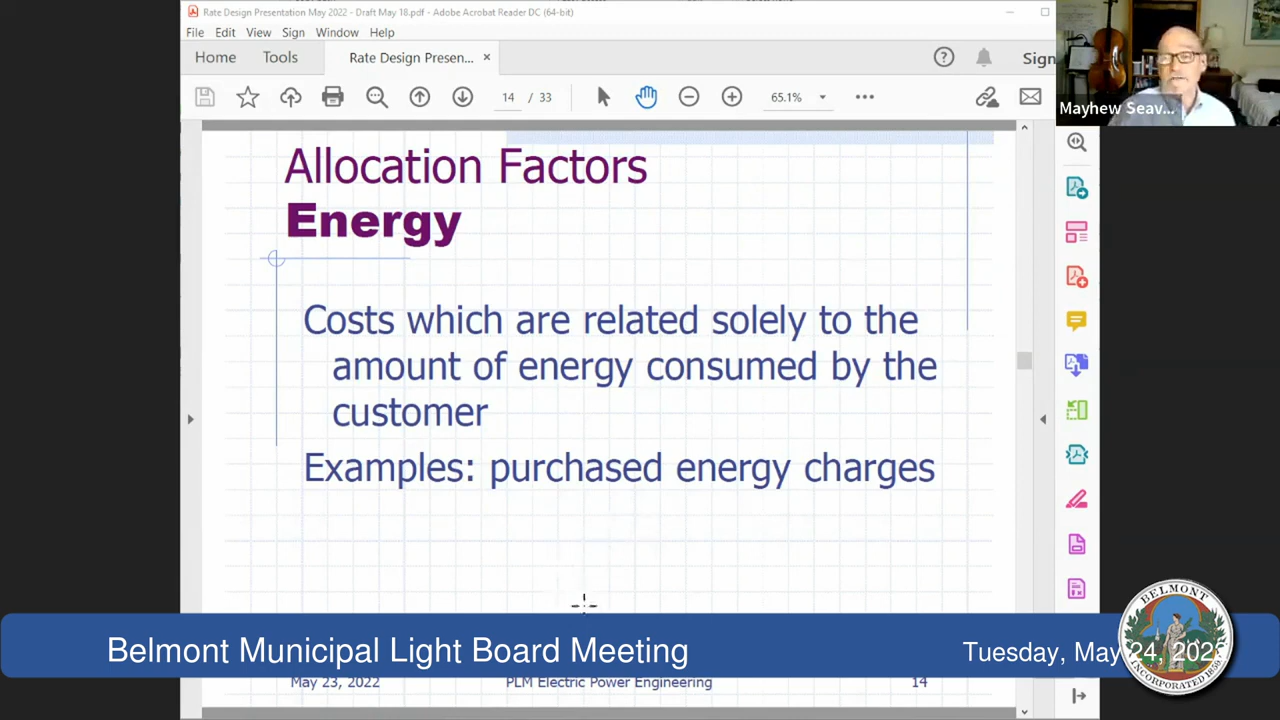 Rate Design Presentation May 2022 - Draft May 18.pdf - Adobe Acrobat Reader DC (64-bit)
File Edit View Sign Window Help
Home Tools Rate Design Presen... × Sign
14 / 33 65.1%
Mayhew Seav...
Allocation Factors
Energy
Costs which are related solely to the
amount of energy consumed by the
customer
Examples: purchased energy charges
Belmont Municipal Light Board Meeting
Tuesday, May 24, 202
BELMONT
INCORPORATED 1859
May 23, 2022 PLM Electric Power Engineering 14